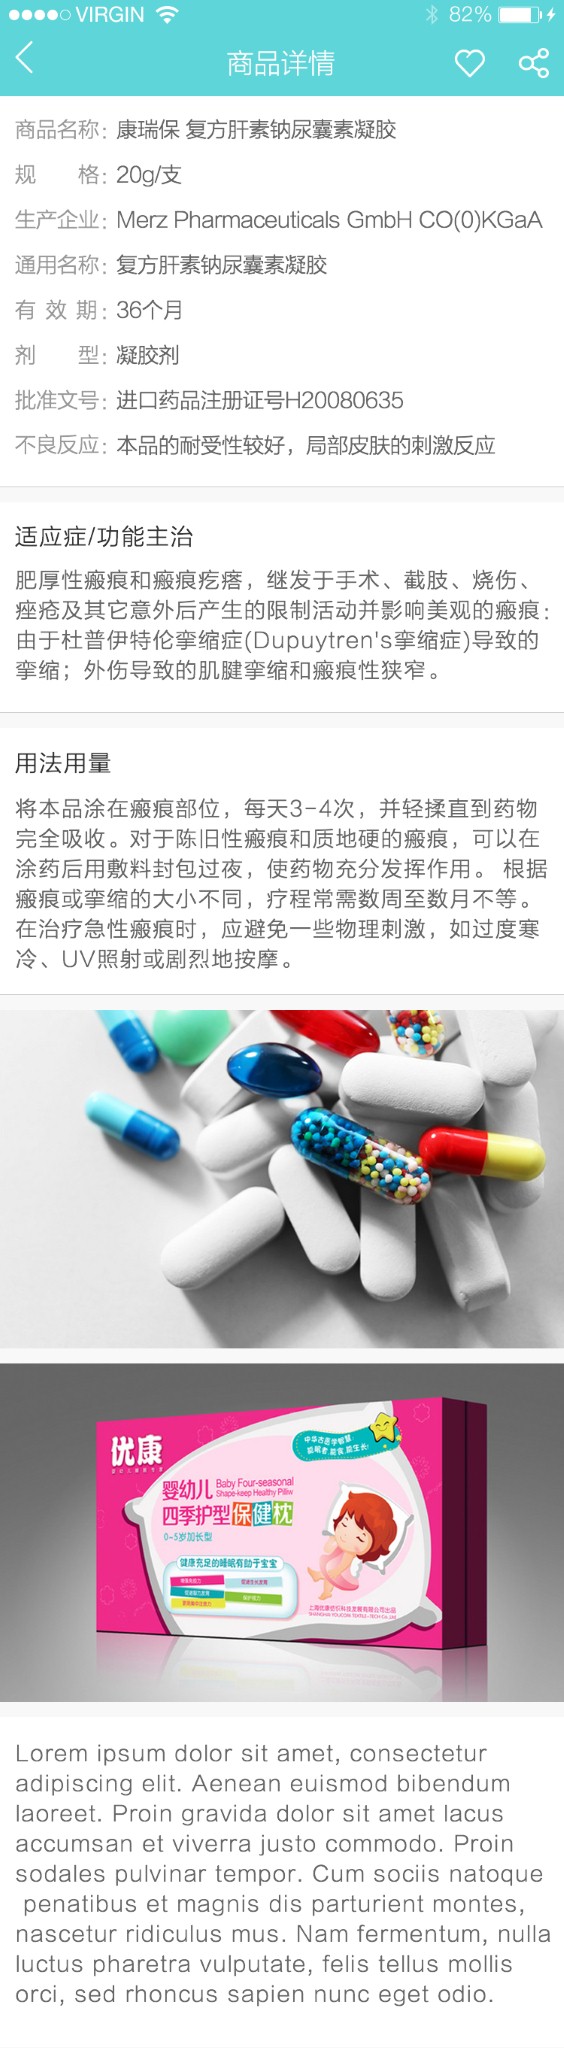 VIRGIN 82%
商品详情
商品名称：康瑞保 复方肝素钠尿囊素凝胶
规 格：20g/支
生产企业：Merz Pharmaceuticals GmbH CO(0)KGaA
通用名称：复方肝素钠尿囊素凝胶
有 效 期：36个月
剂 型：凝胶剂
批准文号：进口药品注册证号H20080635
不良反应：本品的耐受性较好，局部皮肤的刺激反应
适应症/功能主治
肥厚性瘢痕和瘢痕疙瘩，继发于手术、截肢、烧伤、
痤疮及其它意外后产生的限制活动并影响美观的瘢痕：
由于杜普伊特伦挛缩症(Dupuytren's挛缩症)导致的
挛缩；外伤导致的肌腱挛缩和瘢痕性狭窄。
用法用量
将本品涂在瘢痕部位，每天3-4次，并轻揉直到药物
完全吸收。对于陈旧性瘢痕和质地硬的瘢痕，可以在
涂药后用敷料封包过夜，使药物充分发挥作用。 根据
瘢痕或挛缩的大小不同，疗程常需数周至数月不等。
在治疗急性瘢痕时，应避免一些物理刺激，如过度寒
冷、UV照射或剧烈地按摩。
优康
中华古医学智慧
婴幼儿 Baby Four-seasonal
Shape-keep Healthy Pillw
四季护型保健枕
0-5岁加长型
健康充足的睡眠有助于宝宝
Lorem ipsum dolor sit amet, consectetur
adipiscing elit. Aenean euismod bibendum
laoreet. Proin gravida dolor sit amet lacus
accumsan et viverra justo commodo. Proin
sodales pulvinar tempor. Cum sociis natoque
penatibus et magnis dis parturient montes,
nascetur ridiculus mus. Nam fermentum, nulla
luctus pharetra vulputate, felis tellus mollis
orci, sed rhoncus sapien nunc eget odio.